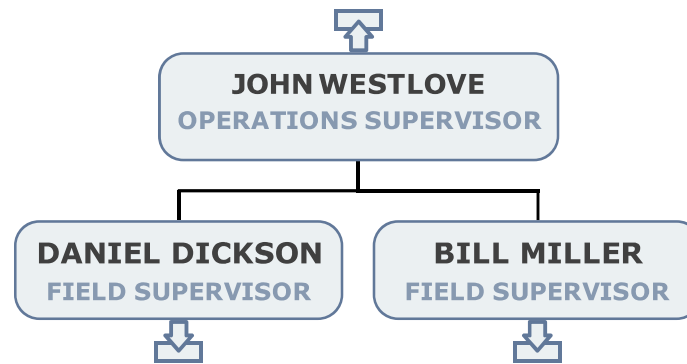 JOHN WESTLOVE
OPERATIONS SUPERVISOR
DANIEL DICKSON
FIELD SUPERVISOR
BILL MILLER
FIELD SUPERVISOR